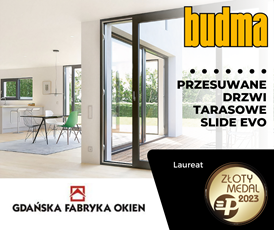 budma
PRZESUWANE
DRZWI
TARASOWE
SLIDE EVO
Laureat
ZŁOTY
MEDAL
2023
GDAŃSKA FABRYKA OKIEN